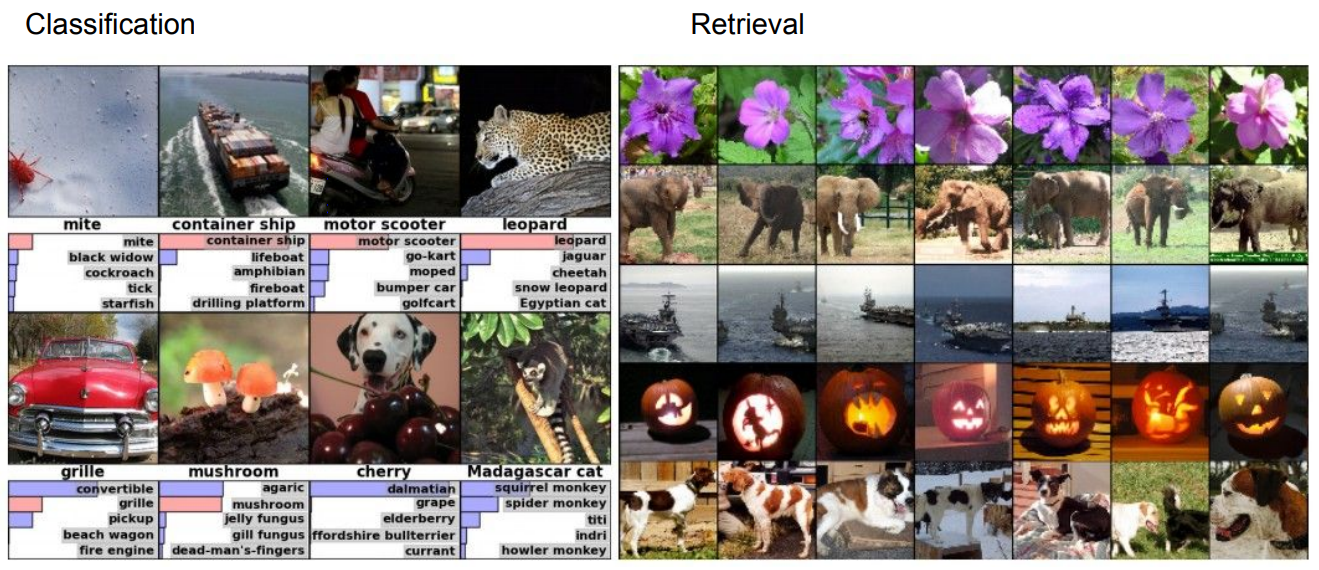 Classification
Retrieval
mite
container ship
motor scooter
leopard
mite
black widow
cockroach
tick
starfish
container ship
lifeboat
amphibian
fireboat
drilling platform
motor scooter
go-kart
moped
bumper car
golfcart
leopard
jaguar
cheetah
snow leopard
Egyptian cat
grille
mushroom
cherry
Madagascar cat
convertible
grille
pickup
beach wagon
fire engine
agaric
mushroom
jelly fungus
gill fungus
dead-man's-fingers
dalmatian
grape
elderberry
ffordshire bullterrier
currant
squirrel monkey
spider monkey
titi
indri
howler monkey